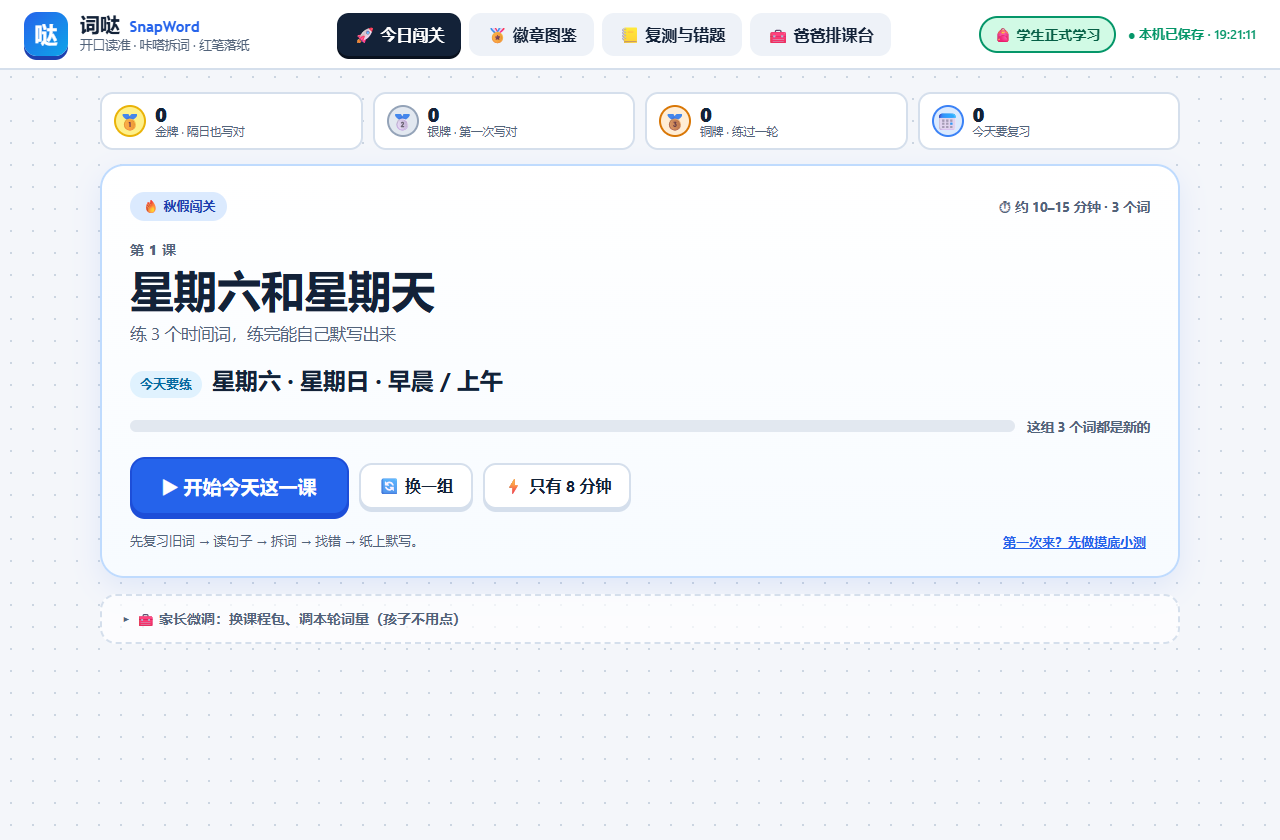 哒
词哒 SnapWord
开口读准 · 咔嗒拆词 · 红笔落纸
今日闯关
徽章图鉴
复测与错题
爸爸排课台
学生正式学习
● 本机已保存 · 19:21:11
0
金牌 · 隔日也写对
0
银牌 · 第一次写对
0
铜牌 · 练过一轮
0
今天要复习
秋假闯关
约 10–15 分钟 · 3 个词
第 1 课
星期六和星期天
练 3 个时间词，练完能自己默写出来
今天要练 星期六 · 星期日 · 早晨 / 上午
这组 3 个词都是新的
▶ 开始今天这一课
换一组
只有 8 分钟
先复习旧词 → 读句子 → 拆词 → 找错 → 纸上默写。
第一次来？先做摸底小测
▸ 家长微调：换课程包、调本轮词量（孩子不用点）